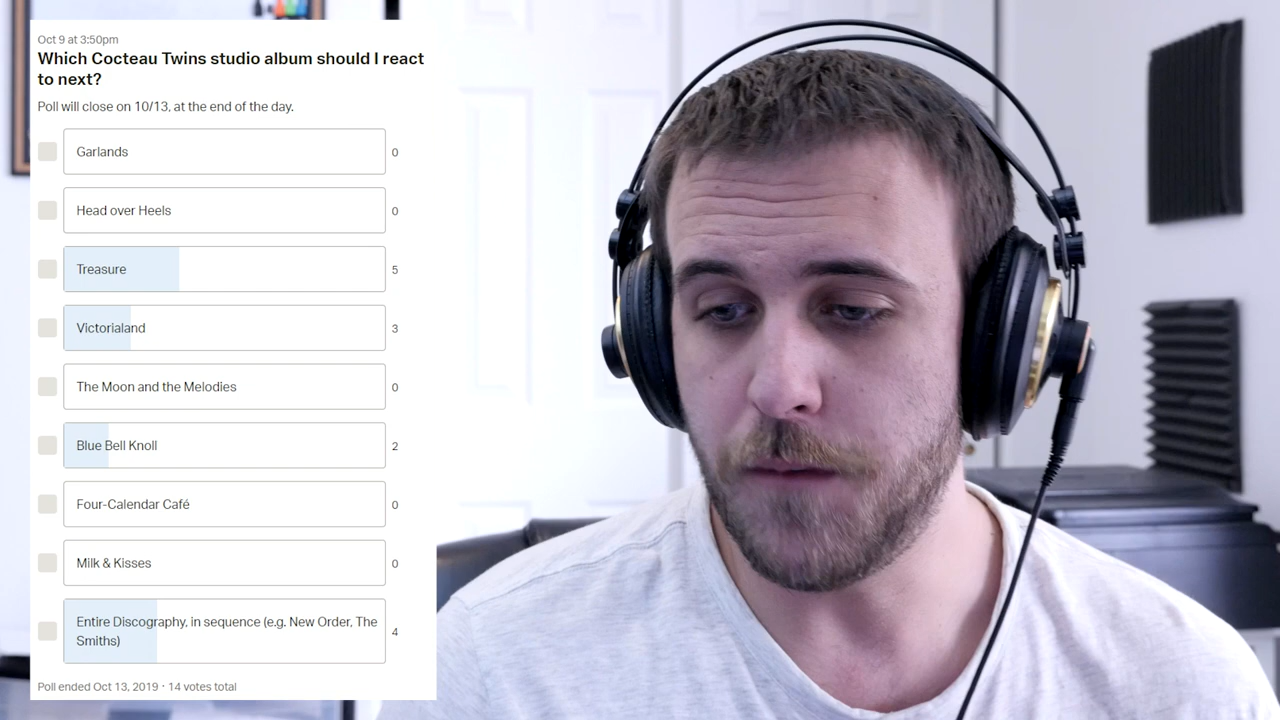 Oct 9 at 3:50pm
Which Cocteau Twins studio album should I react
to next?
Poll will close on 10/13, at the end of the day.
Garlands 0
Head over Heels 0
Treasure 5
Victorialand 3
The Moon and the Melodies 0
Blue Bell Knoll 2
Four-Calendar Café 0
Milk & Kisses 0
Entire Discography, in sequence (e.g. New Order, The
Smiths) 4
Poll ended Oct 13, 2019 · 14 votes total